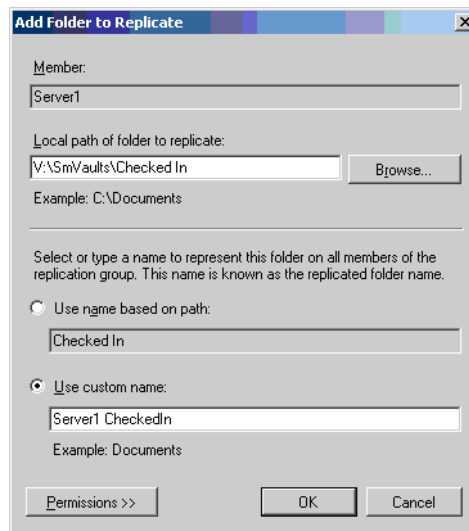 Add Folder to Replicate
Member:
Server1
Local path of folder to replicate:
V:\SmVaults\Checked In
Browse...
Example: C:\Documents
Select or type a name to represent this folder on all members of the
replication group. This name is known as the replicated folder name.
Use name based on path:
Checked In
Use custom name:
Server1 CheckedIn
Example: Documents
Permissions >>
OK
Cancel